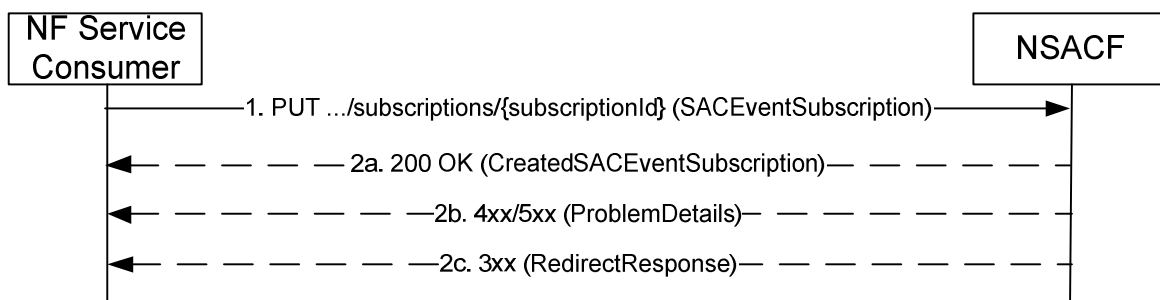 NF Service
Consumer
NSACF
1. PUT .../subscriptions/{subscriptionId} (SACEventSubscription)
2a. 200 OK (CreatedSACEventSubscription)
2b. 4xx/5xx (ProblemDetails)
2c. 3xx (RedirectResponse)